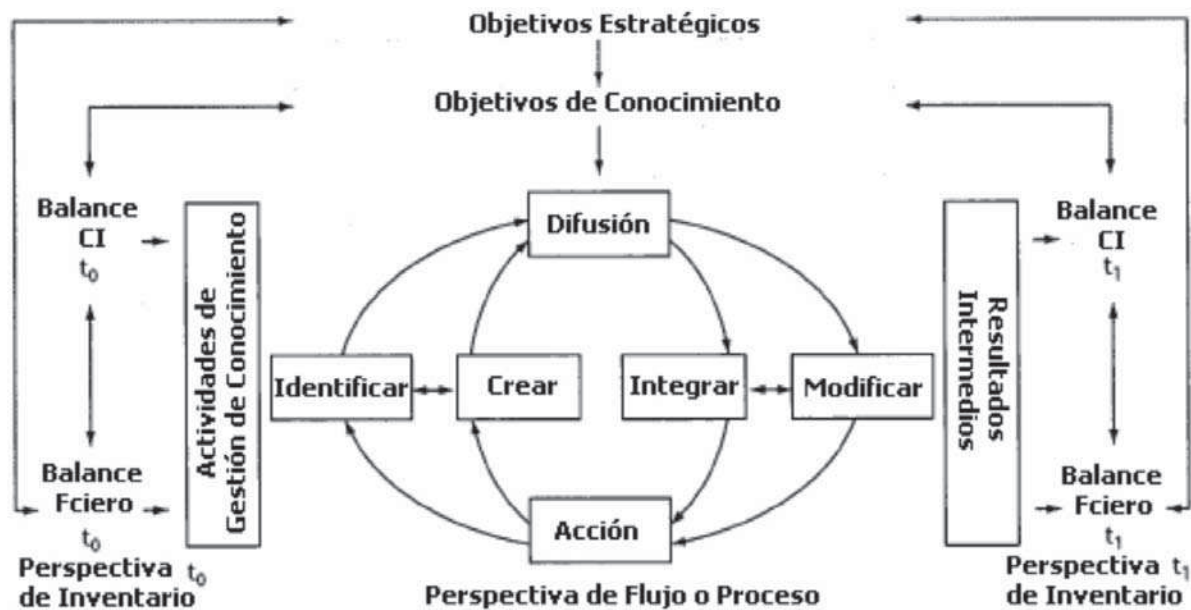 Objetivos Estratégicos
Objetivos de Conocimiento
Balance
CI
t₀
Actividades de
Gestión de Conocimiento
Balance
Fciero
t₀
Perspectiva t₀
de Inventario
Difusión
Identificar
Crear
Integrar
Modificar
Acción
Perspectiva de Flujo o Proceso
Resultados
Intermedios
Balance
CI
t₁
Balance
Fciero
t₁
Perspectiva t₁
de Inventario